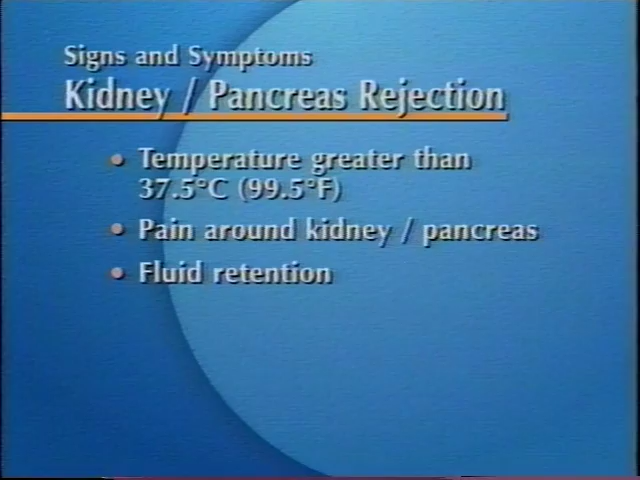 Signs and Symptoms
Kidney / Pancreas Rejection
• Temperature greater than
37.5°C (99.5°F)
• Pain around kidney / pancreas
• Fluid retention